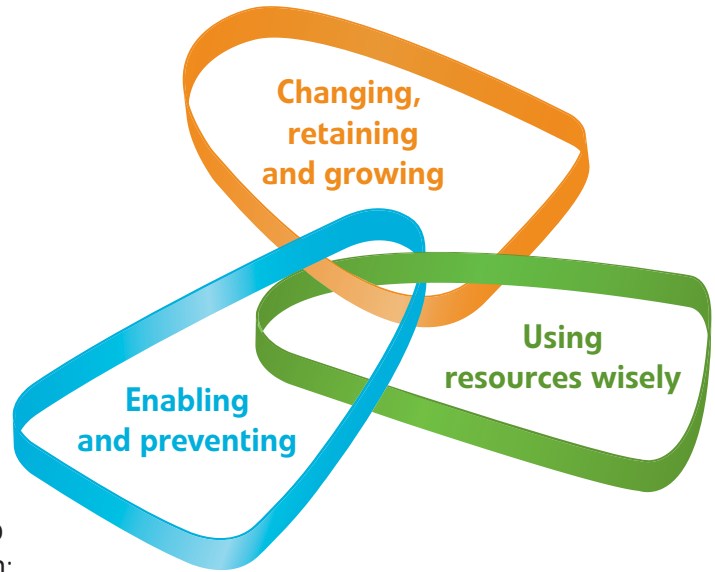 Changing,
retaining
and growing
Using
resources wisely
Enabling
and preventing